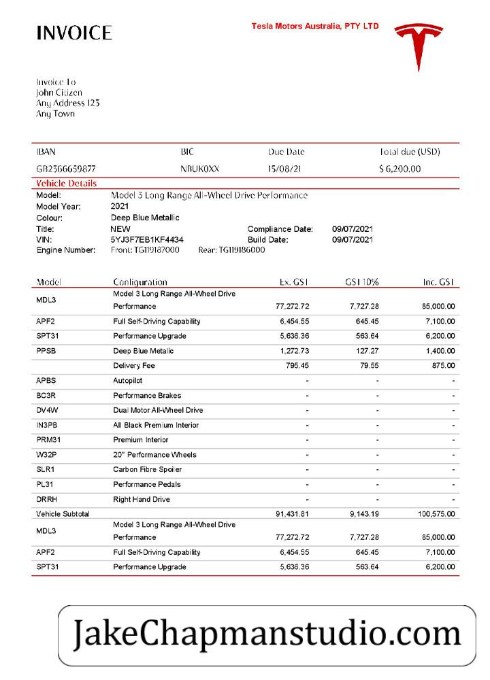 INVOICE
Tesla Motors Australia, PTY LTD
Invoice To
John Citizen
Any Address 123
Any Town
IBAN BIC Due Date Total due (USD)
GB2366659877 NBUK0XX 15/08/21 $ 6,200.00
Vehicle Details
Model: Model 3 Long Range All-Wheel Drive Performance
Model Year: 2021
Colour: Deep Blue Metallic
Title: NEW Compliance Date: 09/07/2021
VIN: 5YJ3F7EB1KF4434 Build Date: 09/07/2021
Engine Number: Front: TG119187000 Rear: TG119186000
Model Configuration Ex. GST GST 10% Inc. GST
MDL3 Model 3 Long Range All-Wheel Drive
Performance 77,272.72 7,727.28 85,000.00
APF2 Full Self-Driving Capability 6,454.55 645.45 7,100.00
SPT31 Performance Upgrade 5,636.36 563.64 6,200.00
PPSB Deep Blue Metalic 1,272.73 127.27 1,400.00
Delivery Fee 795.45 79.55 875.00
APBS Autopilot - - -
BC3R Performance Brakes - - -
DV4W Dual Motor All-Wheel Drive - - -
IN3PB All Black Premium Interior - - -
PRM31 Premium Interior - - -
W32P 20" Performance Wheels - - -
SLR1 Carbon Fibre Spoiler - - -
PL31 Performance Pedals - - -
DRRH Right Hand Drive - - -
Vehicle Subtotal 91,431.81 9,143.19 100,575.00
MDL3 Model 3 Long Range All-Wheel Drive
Performance 77,272.72 7,727.28 85,000.00
APF2 Full Self-Driving Capability 6,454.55 645.45 7,100.00
SPT31 Performance Upgrade 5,636.36 563.64 6,200.00
JakeChapmanstudio.com